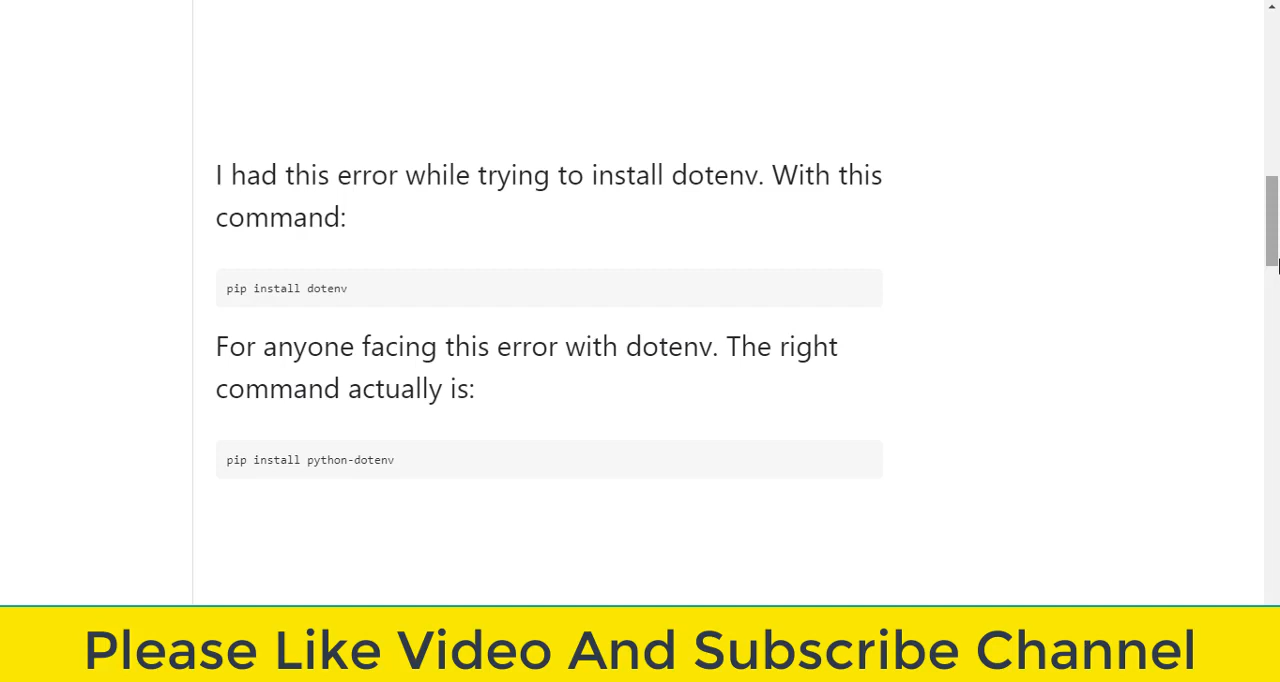 I had this error while trying to install dotenv. With this
command:
pip install dotenv
For anyone facing this error with dotenv. The right
command actually is:
pip install python-dotenv
Please Like Video And Subscribe Channel